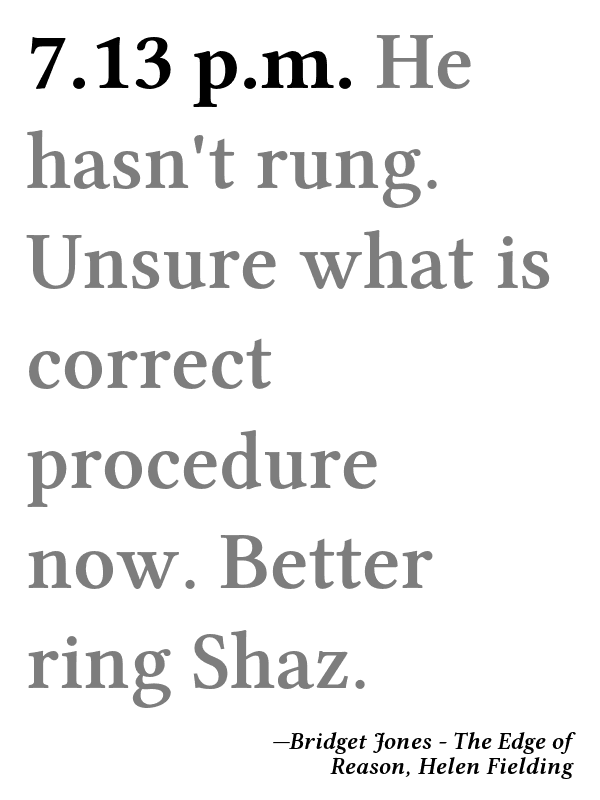 7.13 p.m. He
hasn't rung.
Unsure what is
correct
procedure
now. Better
ring Shaz.
—Bridget Jones - The Edge of
Reason, Helen Fielding